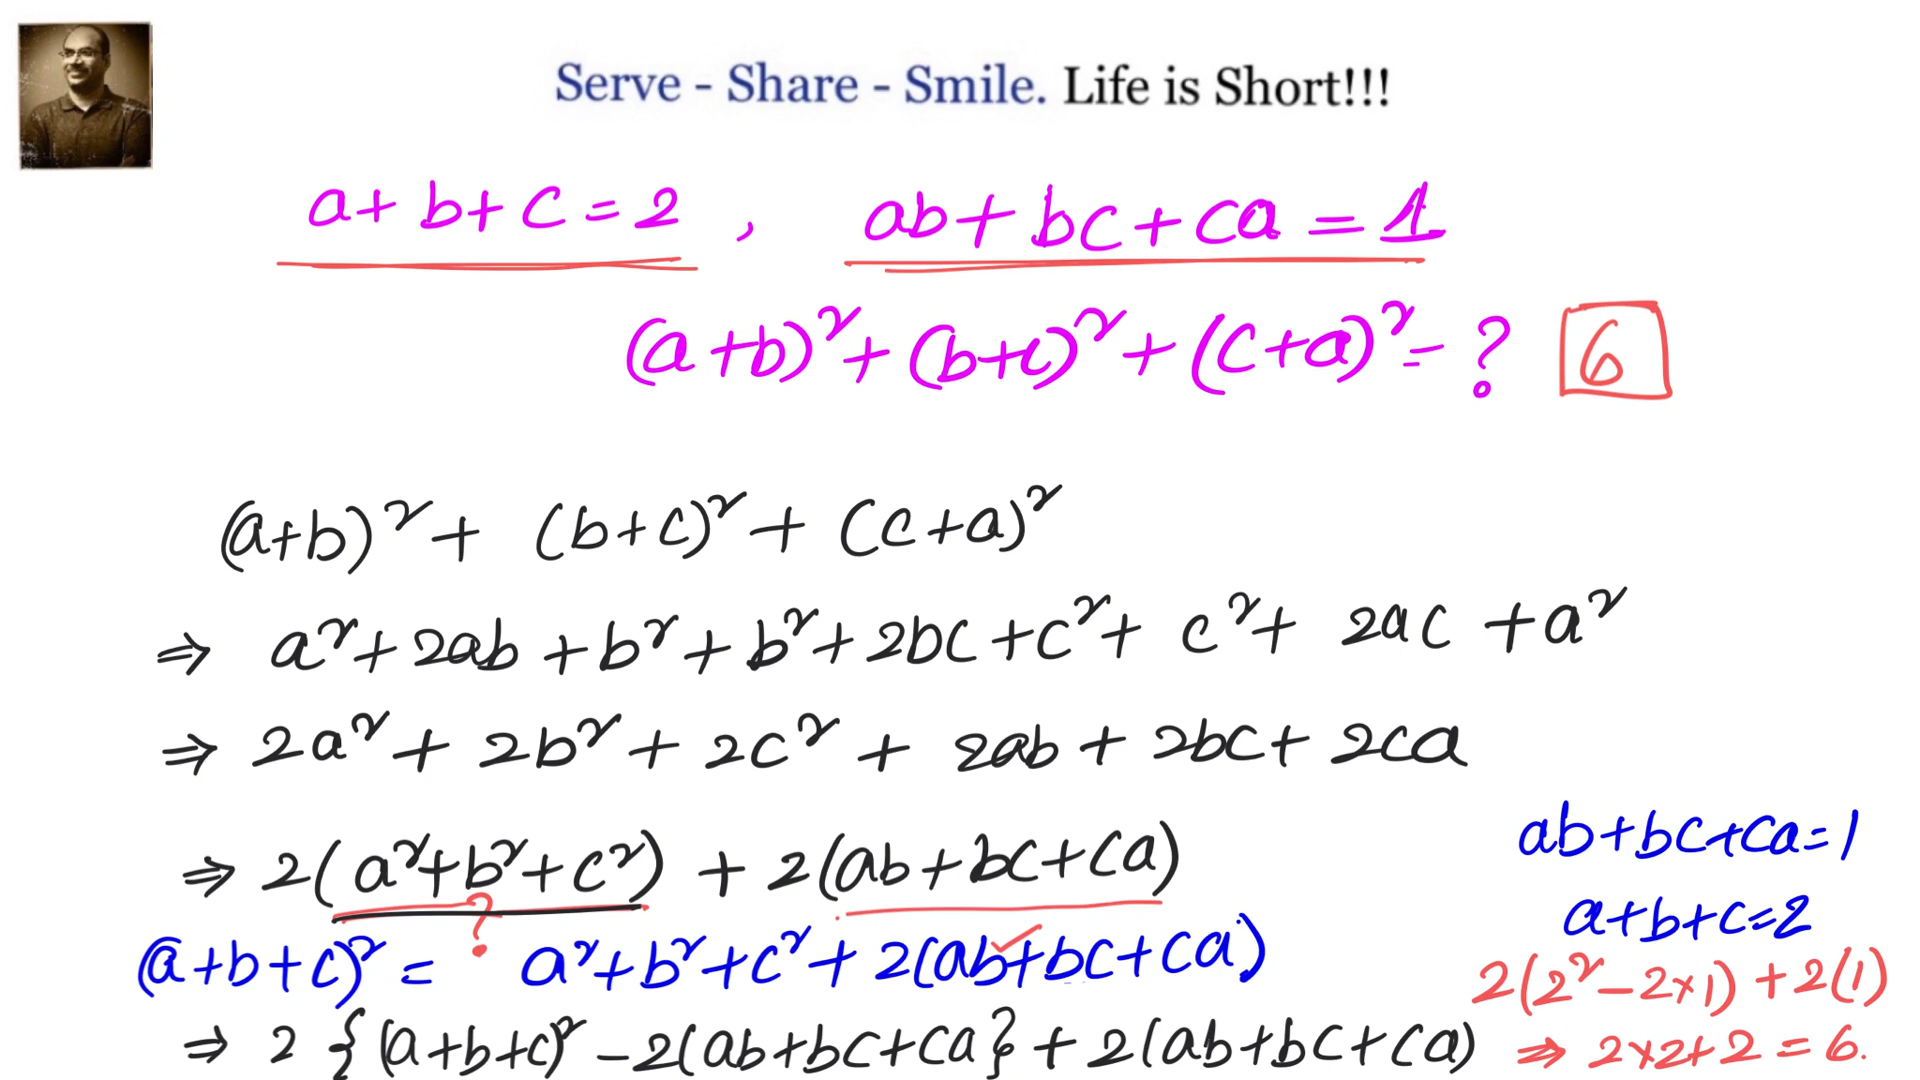 Serve - Share - Smile. Life is Short!!!
a+b+c=2, ab+bc+ca=1
(a+b)²+(b+c)²+(c+a)²=? 6
(a+b)²+ (b+c)²+ (c+a)²
⇒ a²+2ab+b²+b²+2bc+c²+c²+2ac+a²
⇒ 2a²+2b²+2c²+2ab+2bc+2ca
⇒ 2(a²+b²+c²)+2(ab+bc+ca)
?
(a+b+c)²= a²+b²+c²+2(ab+bc+ca)
⇒ 2{(a+b+c)²-2(ab+bc+ca}+2(ab+bc+ca)
ab+bc+ca=1
a+b+c=2
2(2²-2×1)+2(1)
⇒ 2×2+2=6.